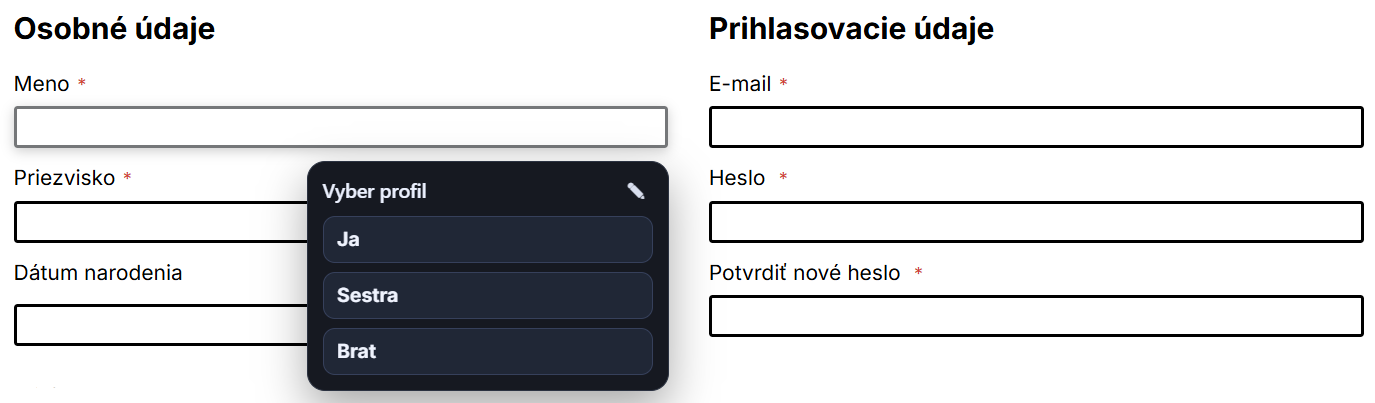 Osobné údaje
Meno *
Priezvisko *
Dátum narodenia
Vyber profil
Ja
Sestra
Brat
Prihlasovacie údaje
E-mail *
Heslo *
Potvrdiť nové heslo *